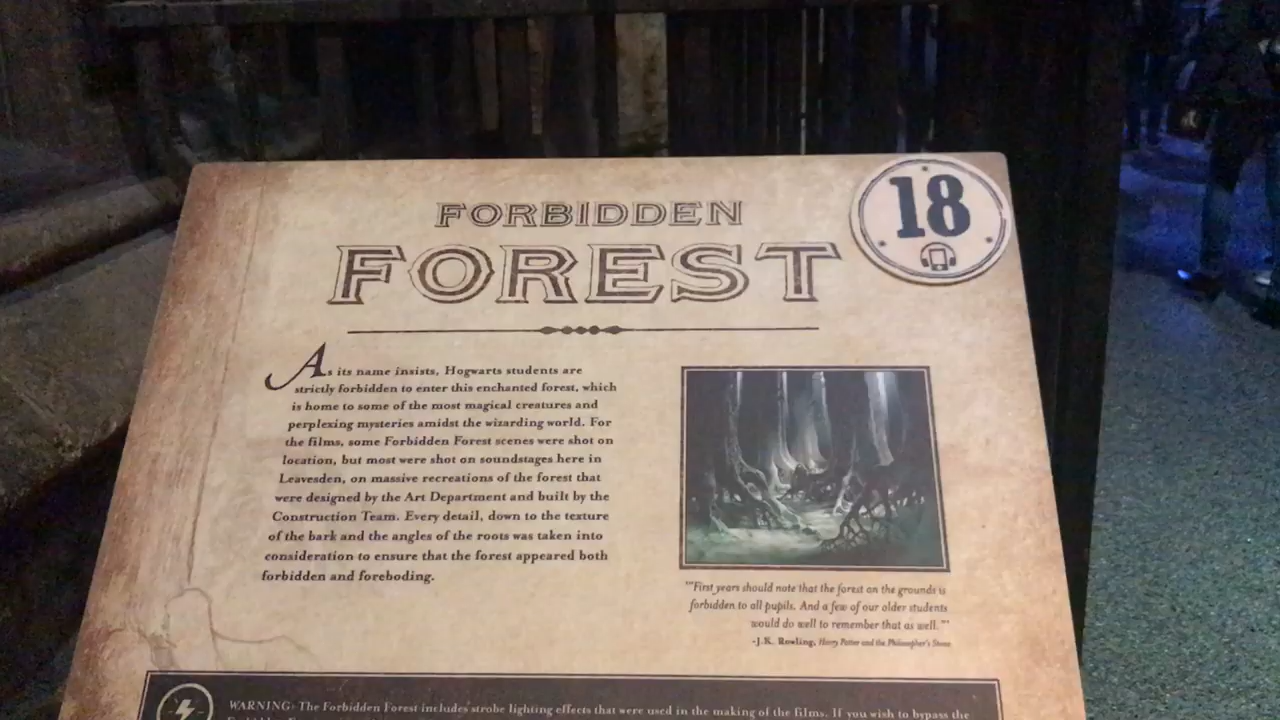 FORBIDDEN
FOREST
18
As its name insists, Hogwarts students are
strictly forbidden to enter this enchanted forest, which
is home to some of the most magical creatures and
perplexing mysteries amidst the wizarding world. For
the films, some Forbidden Forest scenes were shot on
location, but most were shot on soundstages here in
Leavesden, on massive recreations of the forest that
were designed by the Art Department and built by the
Construction Team. Every detail, down to the texture
of the bark and the angles of the roots was taken into
consideration to ensure that the forest appeared both
forbidden and foreboding.
"'First years should note that the forest on the grounds is
forbidden to all pupils. And a few of our older students
would do well to remember that as well.'"
-J.K. Rowling, Harry Potter and the Philosopher's Stone
WARNING: The Forbidden Forest includes strobe lighting effects that were used in the making of the films. If you wish to bypass the